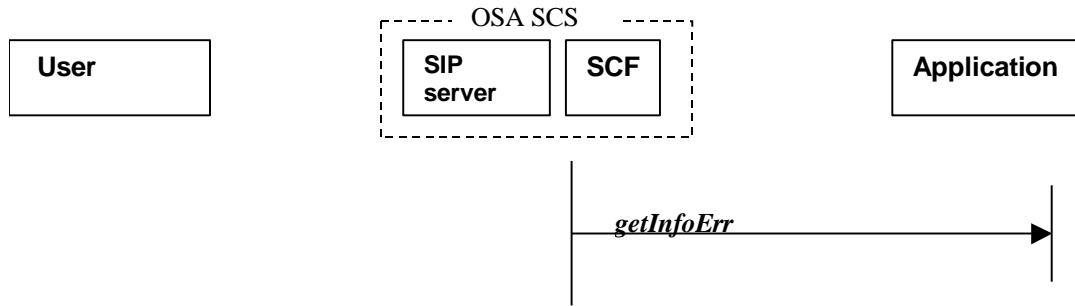 OSA SCS
User
SIP
server
SCF
Application
getInfoErr